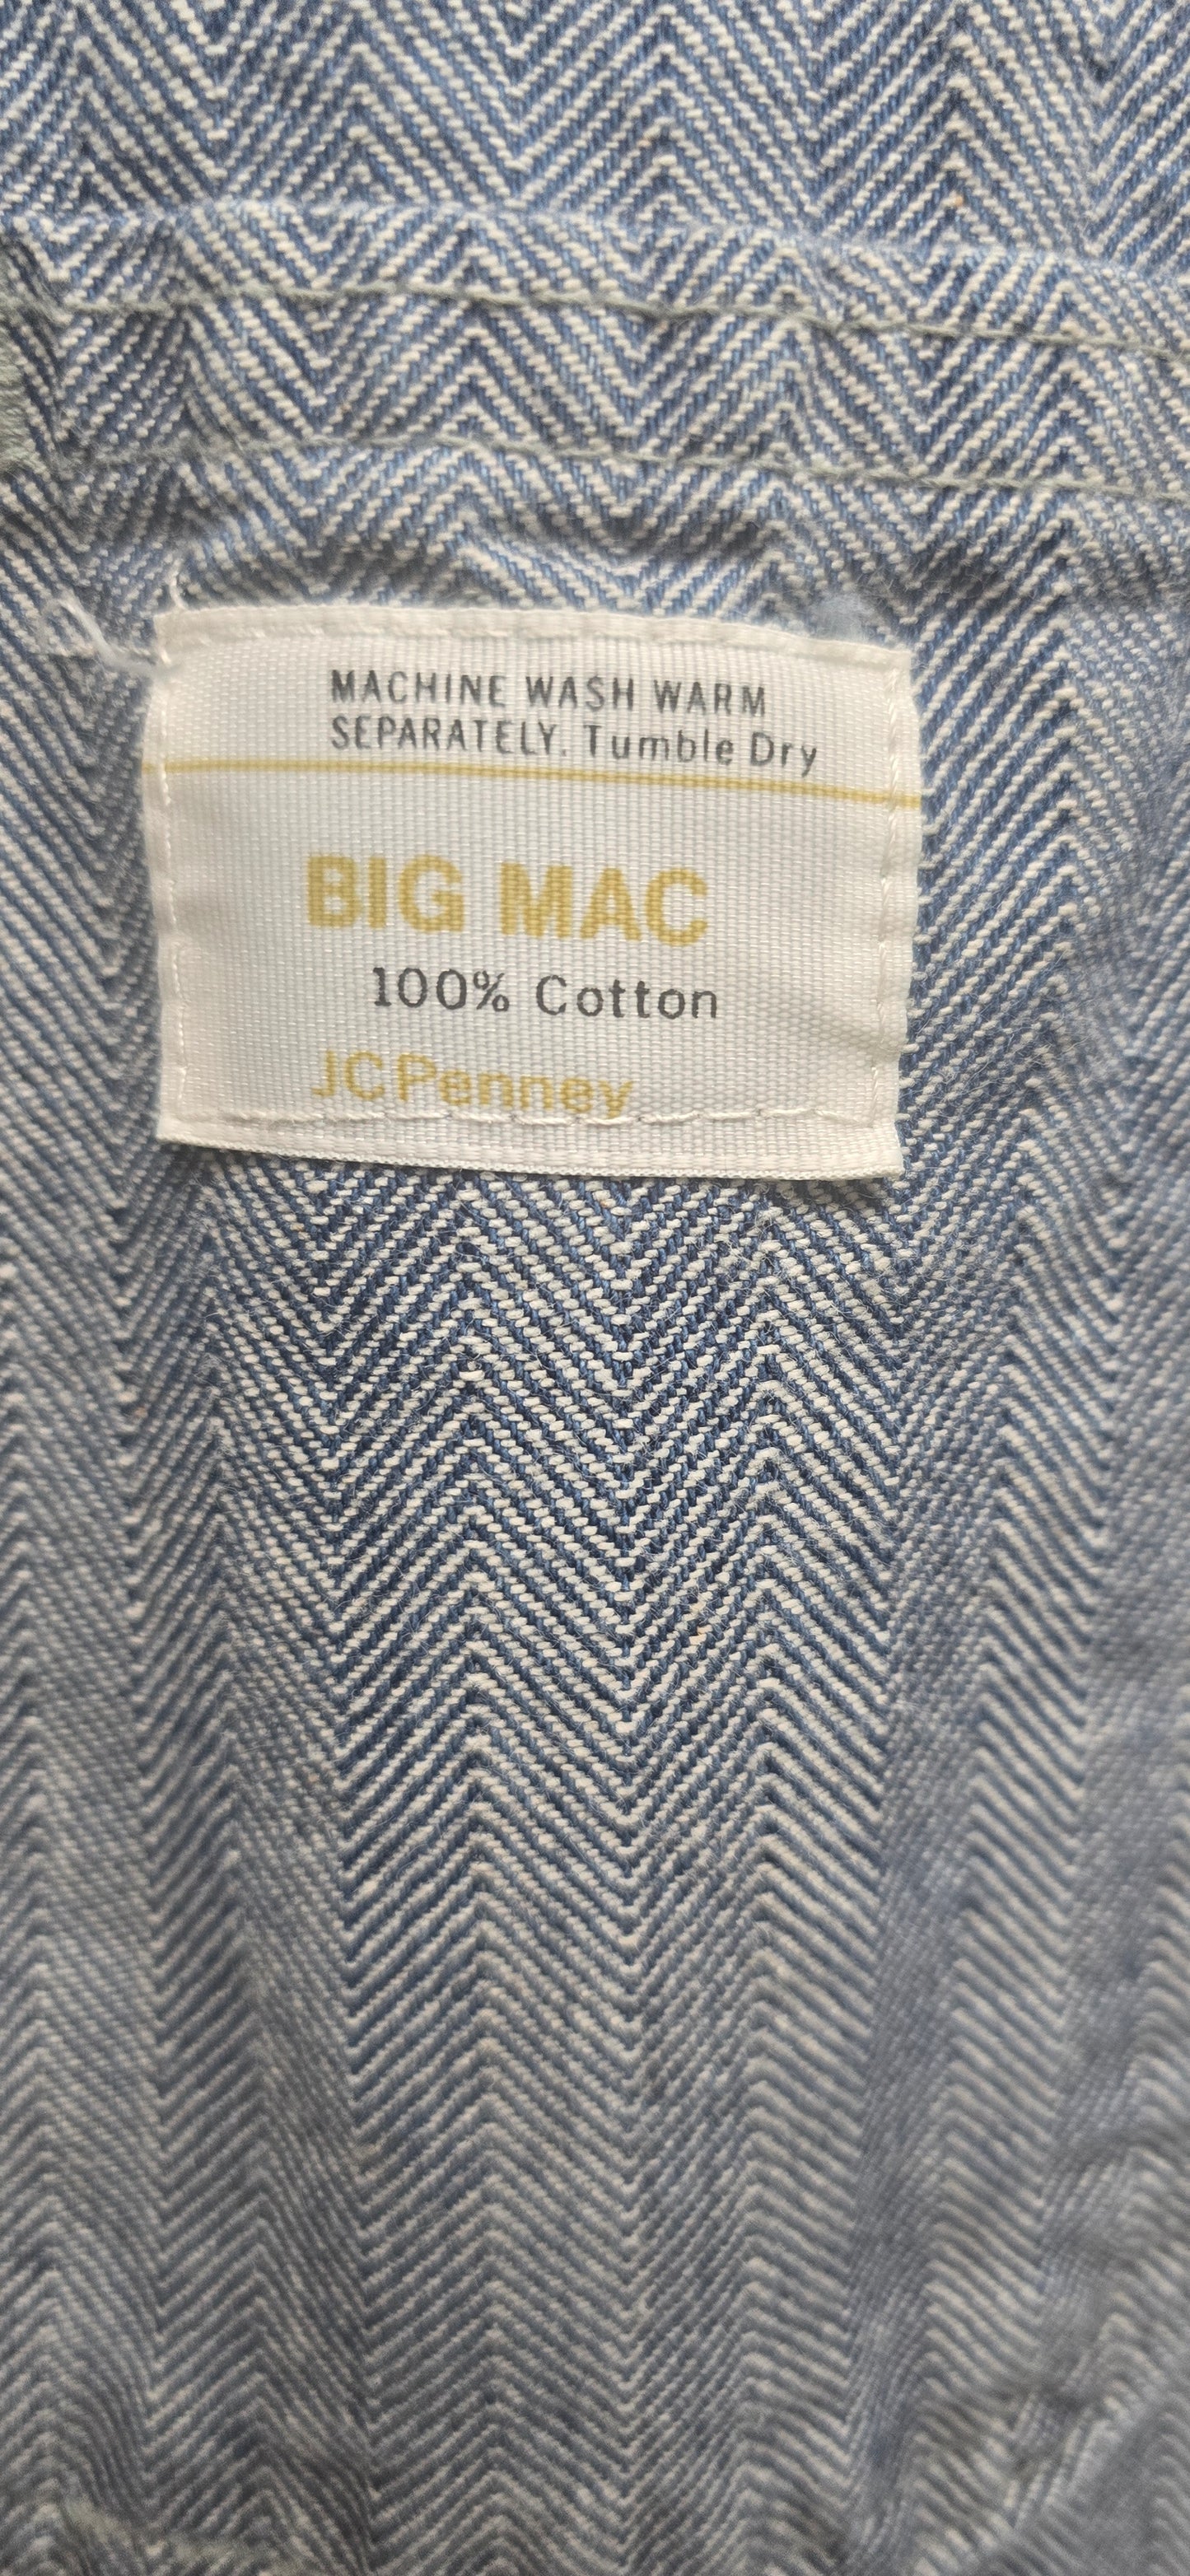 MACHINE WASH WARM
SEPARATELY. Tumble Dry
BIG MAC
100% Cotton
JCPenney